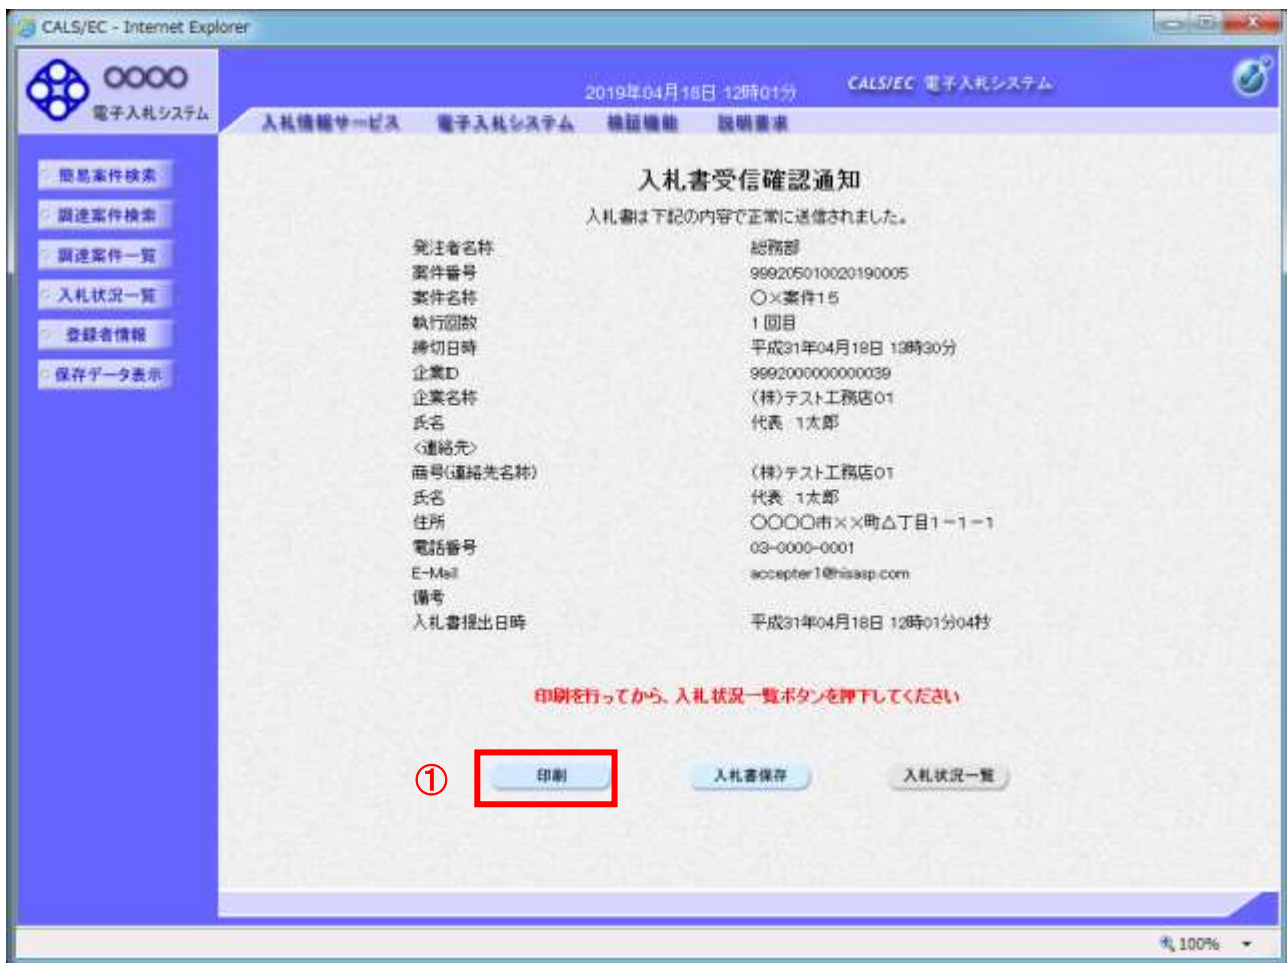 CALS/EC - Internet Explorer
○○○○
電子入札システム
2019年04月18日 12時01分
CALS/EC 電子入札システム
入札情報サービス 電子入札システム 検証機能 説明要求
簡易案件検索
調達案件検索
調達案件一覧
入札状況一覧
登録者情報
保存データ表示
入札書受信確認通知
入札書は下記の内容で正常に送信されました。
発注者名称 総務部
案件番号 999205010020190005
案件名称 ○×案件15
執行回数 1回目
締切日時 平成31年04月18日 13時30分
企業ID 9992000000000039
企業名称 (株)テスト工務店01
氏名 代表 1太郎
<連絡先>
商号(連絡先名称) (株)テスト工務店01
氏名 代表 1太郎
住所 ○○○○市××町△丁目1-1-1
電話番号 03-0000-0001
E-Mail accepter1@hisasp.com
備考
入札書提出日時 平成31年04月18日 12時01分04秒
印刷を行ってから、入札状況一覧ボタンを押下してください
① 印刷 入札書保存 入札状況一覧
100%